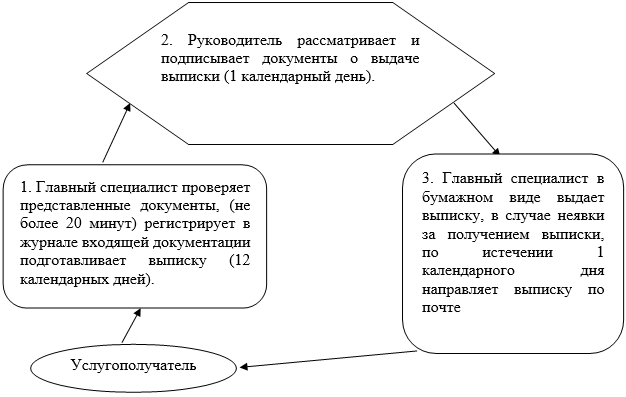 2. Руководитель рассматривает и
подписывает документы о выдаче
выписки (1 календарный день).
1. Главный специалист проверяет
представленные документы, (не
более 20 минут) регистрирует в
журнале входящей документации
подготавливает выписку (12
календарных дней).
3. Главный специалист в
бумажном виде выдает
выписку, в случае неявки
за получением выписки,
по истечении 1
календарного дня
направляет выписку по
почте
Услугополучатель